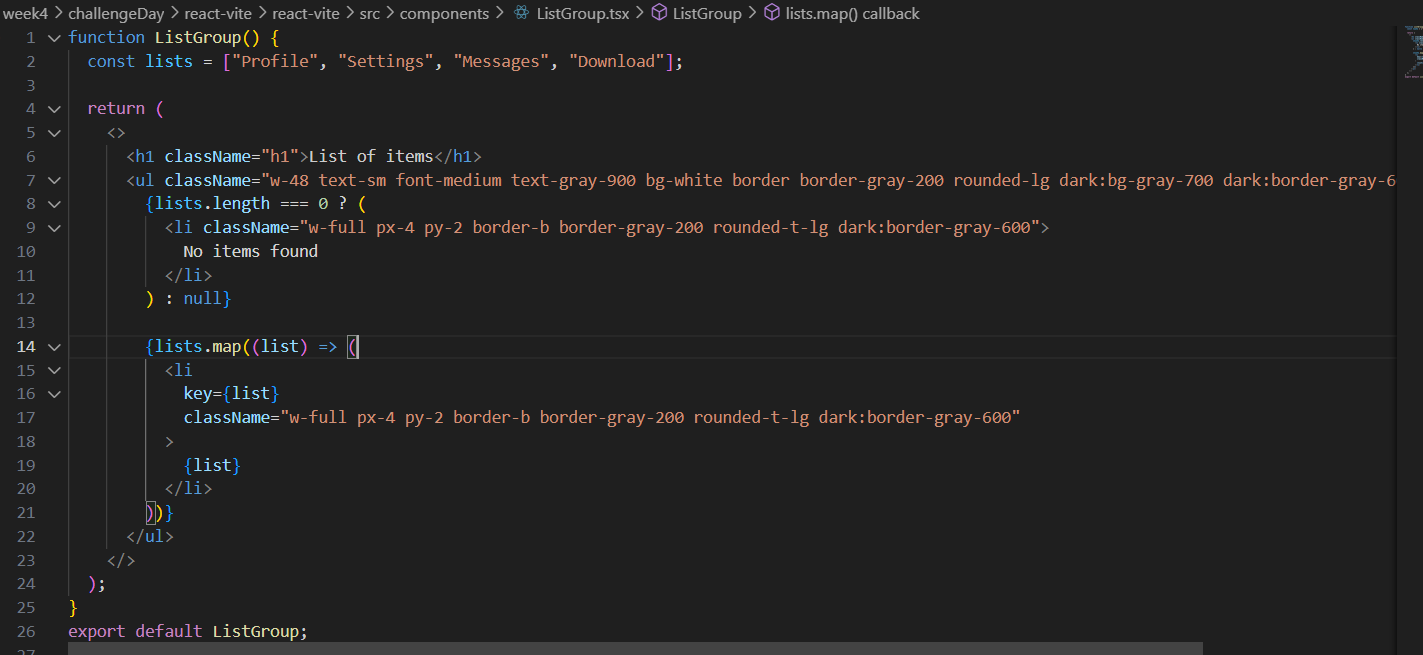 week4 > challengeDay > react-vite > react-vite > src > components > ListGroup.tsx > ListGroup > lists.map() callback
1 function ListGroup() {
2 const lists = ["Profile", "Settings", "Messages", "Download"];
3
4 return (
5 <>
6 <h1 className="h1">List of items</h1>
7 <ul className="w-48 text-sm font-medium text-gray-900 bg-white border border-gray-200 rounded-lg dark:bg-gray-700 dark:border-gray-6
8 {lists.length === 0 ? (
9 <li className="w-full px-4 py-2 border-b border-gray-200 rounded-t-lg dark:border-gray-600">
10 No items found
11 </li>
12 ) : null}
13
14 {lists.map((list) => (
15 <li
16 key={list}
17 className="w-full px-4 py-2 border-b border-gray-200 rounded-t-lg dark:border-gray-600"
18 >
19 {list}
20 </li>
21 ))}
22 </ul>
23 </>
24 );
25 }
26 export default ListGroup;
27